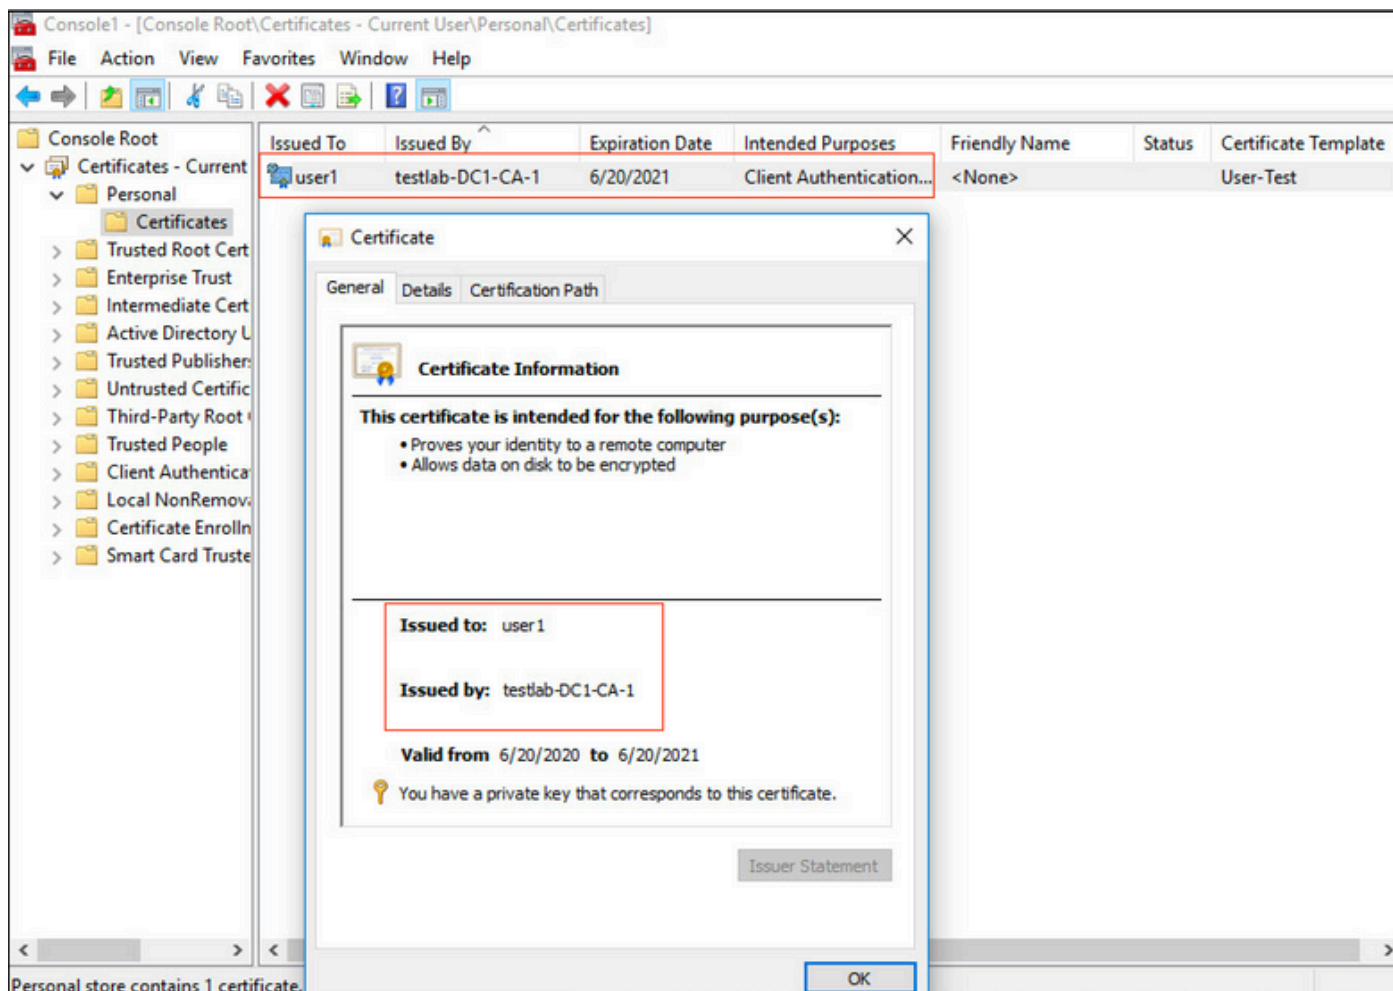 Console1 - [Console Root\Certificates - Current User\Personal\Certificates]
File Action View Favorites Window Help
Console Root
Certificates - Current
Personal
Certificates
Trusted Root Cert
Enterprise Trust
Intermediate Cert
Active Directory U
Trusted Publisher
Untrusted Certific
Third-Party Root
Trusted People
Client Authentica
Local NonRemov
Certificate Enrolln
Smart Card Truste
Issued To Issued By Expiration Date Intended Purposes Friendly Name Status Certificate Template
user1 testlab-DC1-CA-1 6/20/2021 Client Authentication... <None> User-Test
Certificate
General Details Certification Path
Certificate Information
This certificate is intended for the following purpose(s):
• Proves your identity to a remote computer
• Allows data on disk to be encrypted
Issued to: user1
Issued by: testlab-DC1-CA-1
Valid from 6/20/2020 to 6/20/2021
You have a private key that corresponds to this certificate.
Issuer Statement
OK
Personal store contains 1 certificate.